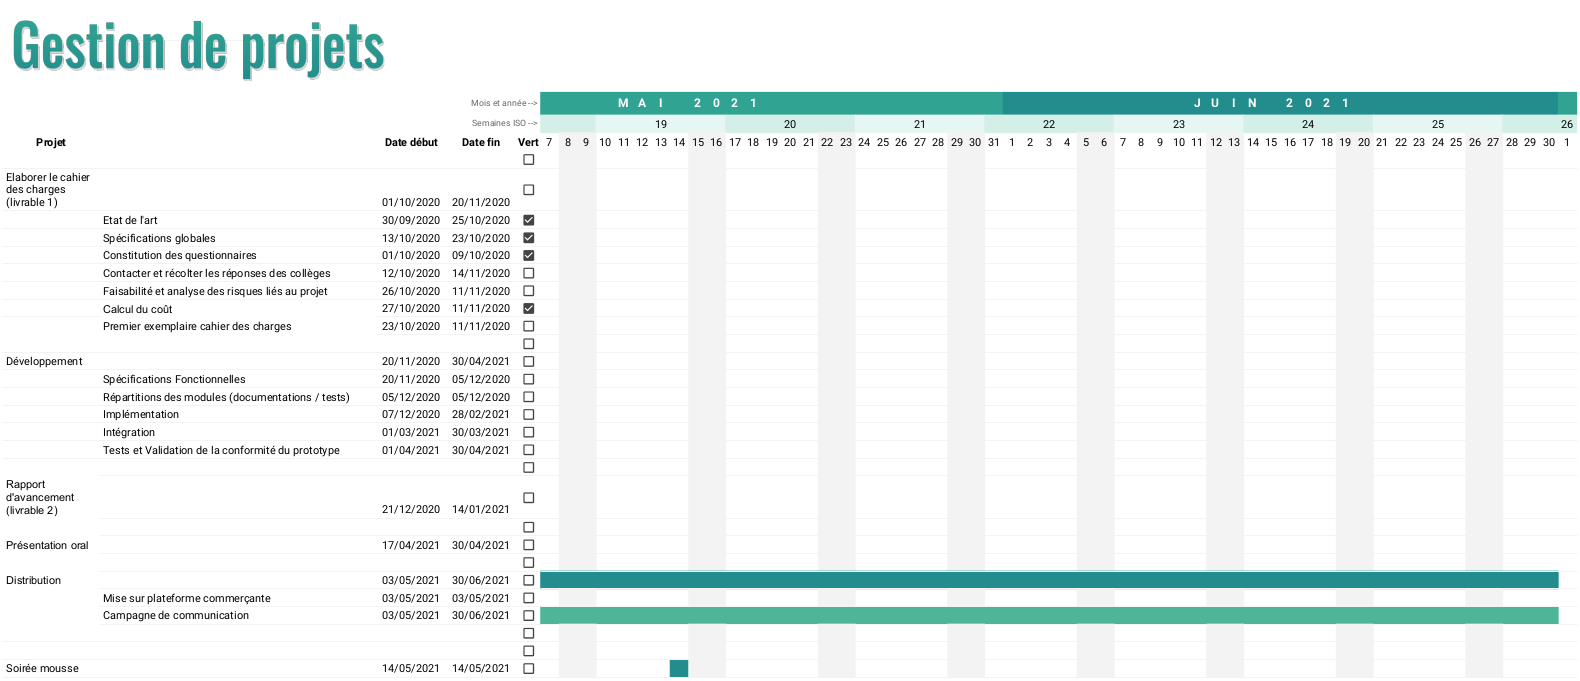 Gestion de projets
Mois et année --> MAI 2021 JUIN 2021
Semaines ISO --> 19 20 21 22 23 24 25 26
Projet Date début Date fin Vert 7 8 9 10 11 12 13 14 15 16 17 18 19 20 21 22 23 24 25 26 27 28 29 30 31 1 2 3 4 5 6 7 8 9 10 11 12 13 14 15 16 17 18 19 20 21 22 23 24 25 26 27 28 29 30 1
Elaborer le cahier
des charges
(livrable 1) 01/10/2020 20/11/2020
Etat de l'art 30/09/2020 25/10/2020
Spécifications globales 13/10/2020 23/10/2020
Constitution des questionnaires 01/10/2020 09/10/2020
Contacter et récolter les réponses des collèges 12/10/2020 14/11/2020
Faisabilité et analyse des risques liés au projet 26/10/2020 11/11/2020
Calcul du coût 27/10/2020 11/11/2020
Premier exemplaire cahier des charges 23/10/2020 11/11/2020
Développement 20/11/2020 30/04/2021
Spécifications Fonctionnelles 20/11/2020 05/12/2020
Répartitions des modules (documentations / tests) 05/12/2020 05/12/2020
Implémentation 07/12/2020 28/02/2021
Intégration 01/03/2021 30/03/2021
Tests et Validation de la conformité du prototype 01/04/2021 30/04/2021
Rapport
d'avancement
(livrable 2) 21/12/2020 14/01/2021
Présentation oral 17/04/2021 30/04/2021
Distribution 03/05/2021 30/06/2021
Mise sur plateforme commerçante 03/05/2021 03/05/2021
Campagne de communication 03/05/2021 30/06/2021
Soirée mousse 14/05/2021 14/05/2021